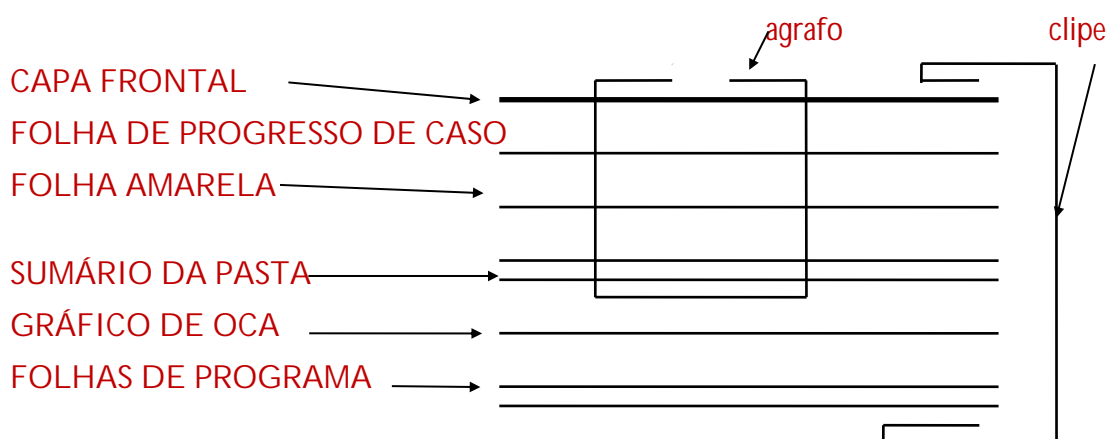 agrafo clipe
CAPA FRONTAL
FOLHA DE PROGRESSO DE CASO
FOLHA AMARELA
SUMÁRIO DA PASTA
GRÁFICO DE OCA
FOLHAS DE PROGRAMA